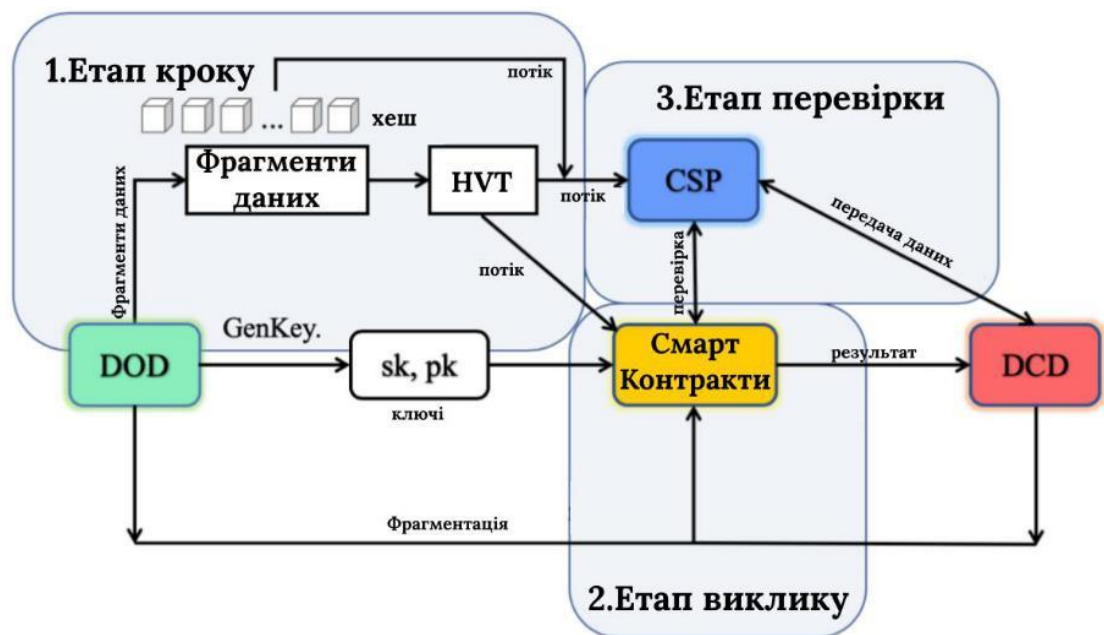 1.Етап кроку
потік
... хеш
3.Етап перевірки
Фрагменти
даних
HVT
потік
CSP
Фрагменти даних
потік
перевірка
передача даних
GenKey.
DOD
sk, pk
ключі
Смарт
Контракти
результат
DCD
Фрагментація
2.Етап виклику